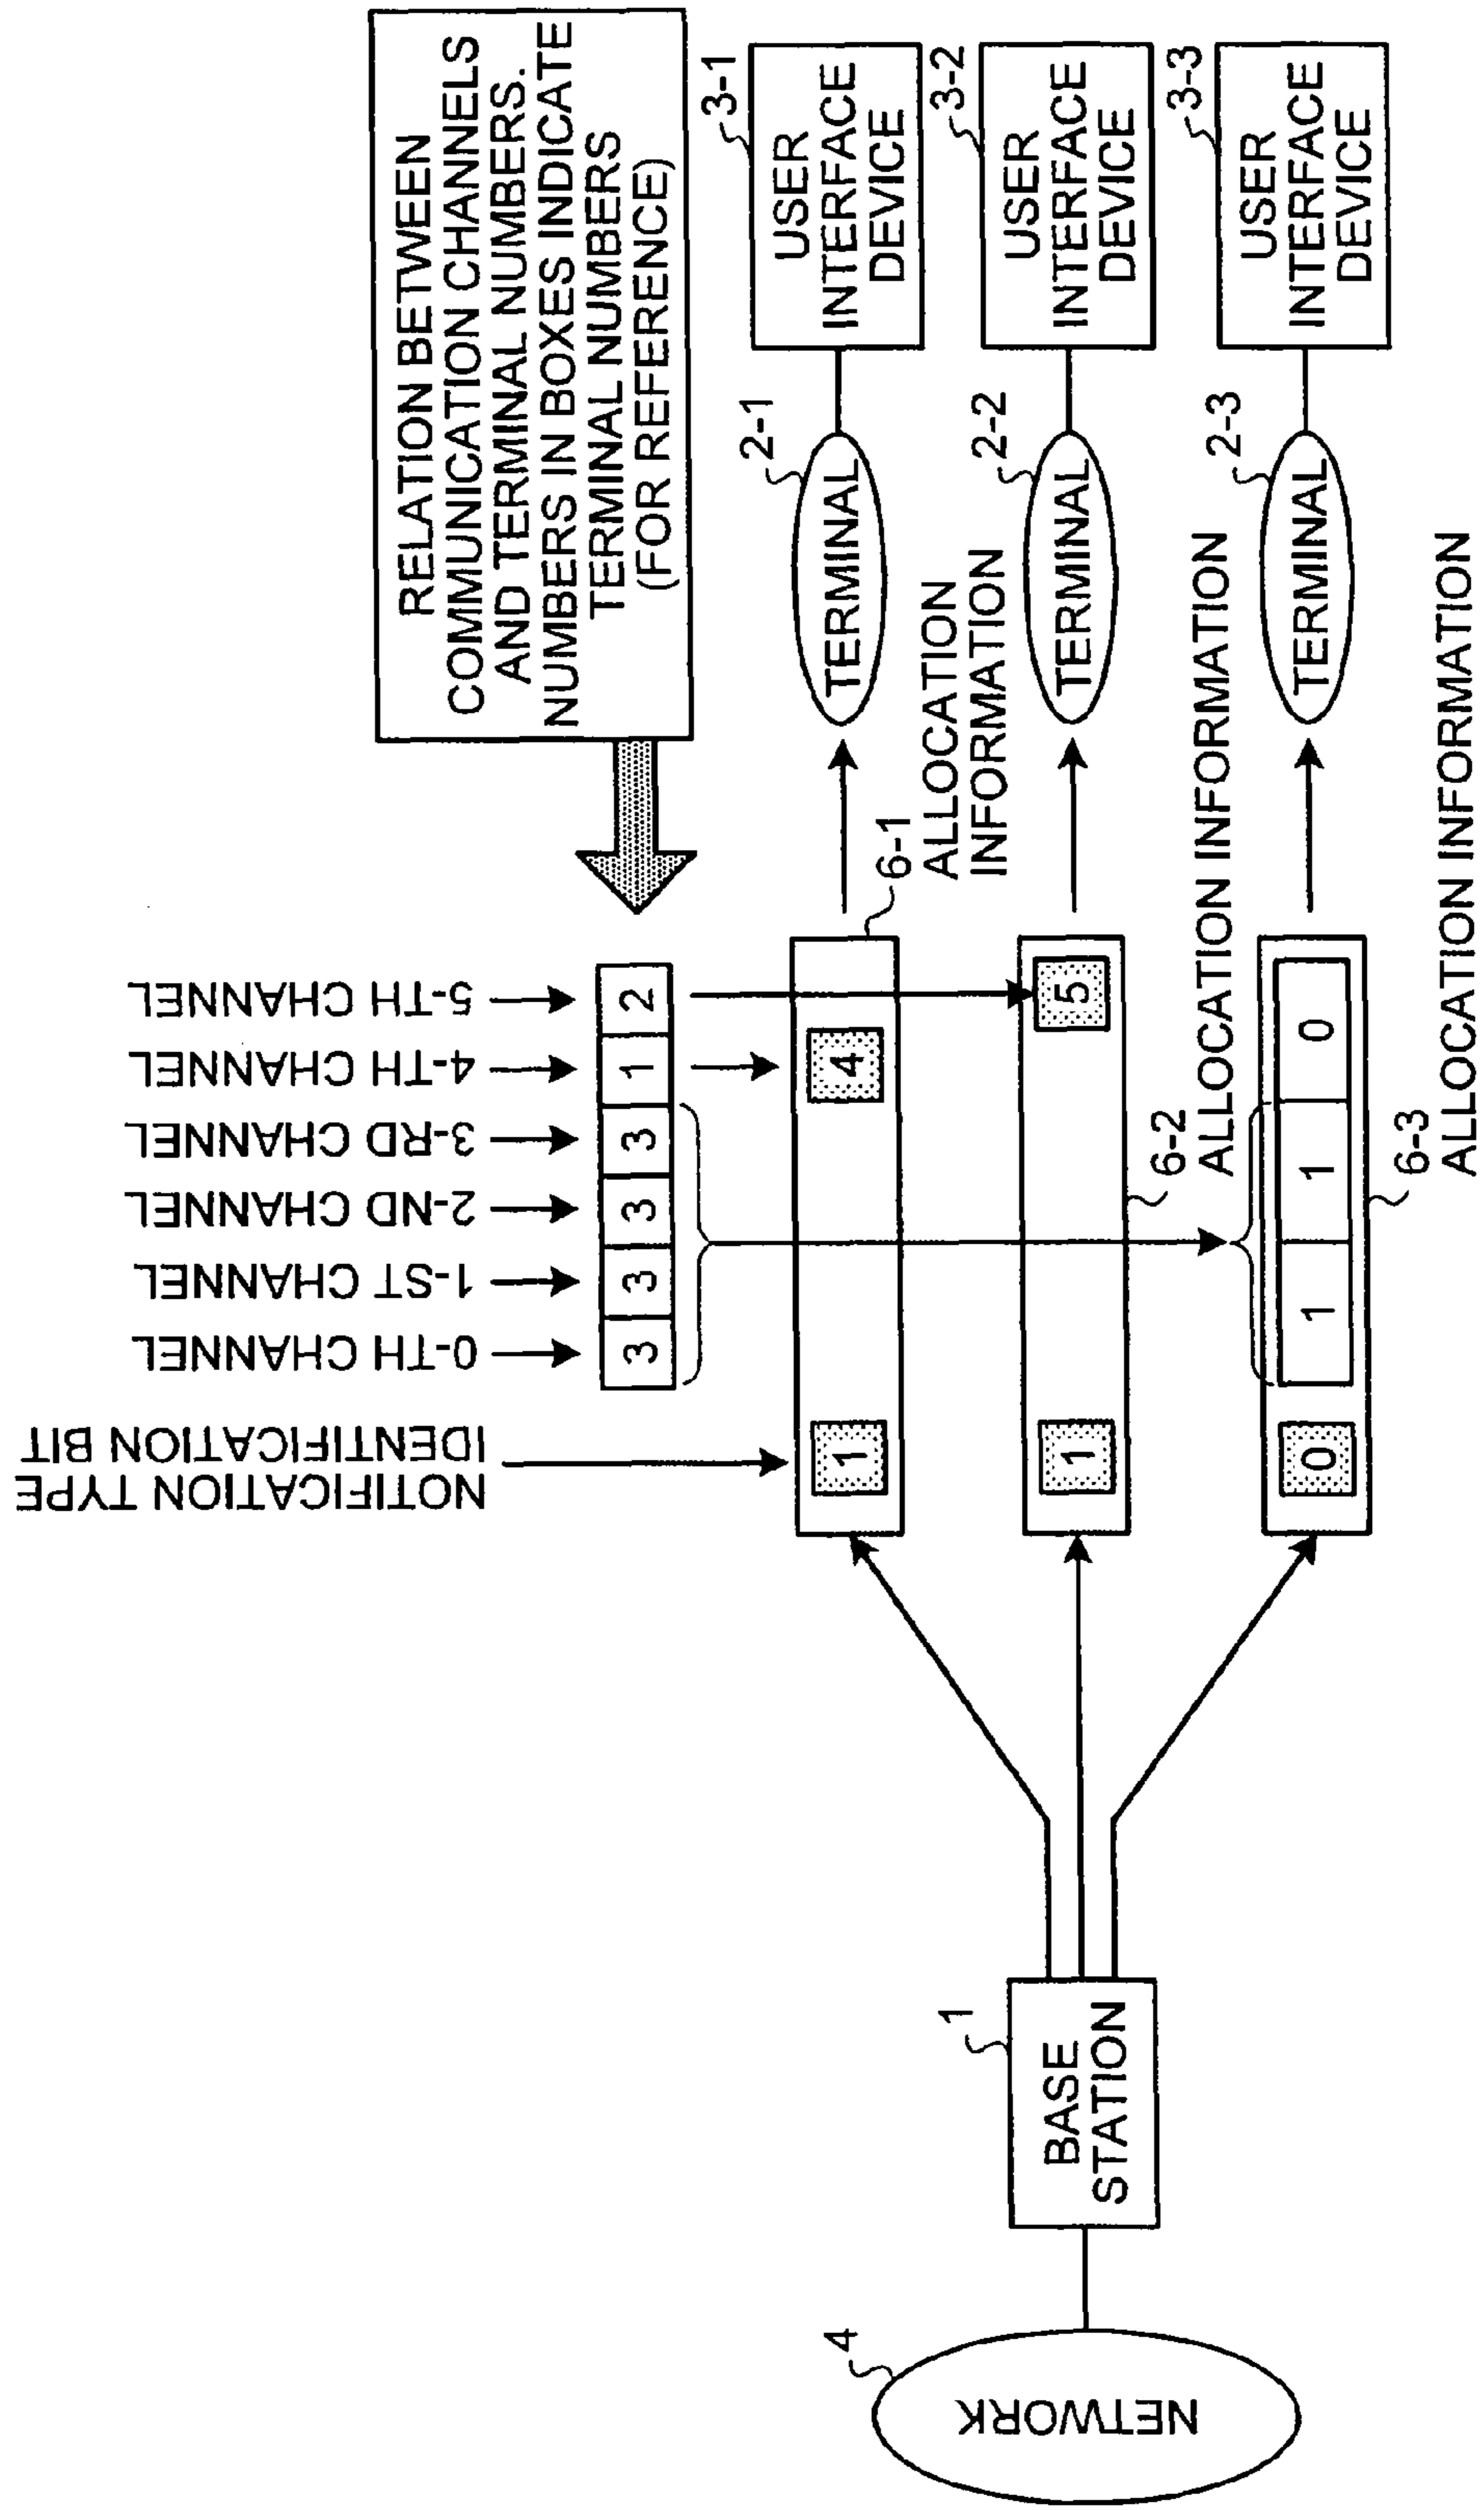 RELATION BETWEEN
COMMUNICATION CHANNELS
AND TERMINAL NUMBERS.
NUMBERS IN BOXES INDICATE
TERMINAL NUMBERS
(FOR REFERENCE)
NOTIFICATION TYPE
IDENTIFICATION BIT
0-TH CHANNEL
1-ST CHANNEL
2-ND CHANNEL
3-RD CHANNEL
4-TH CHANNEL
5-TH CHANNEL
3 3 3 3 1 2
4
NETWORK
1
BASE
STATION
1 4
6-1
ALLOCATION
INFORMATION
2-1
TERMINAL
3-1
USER
INTERFACE
DEVICE
1 5
6-2
ALLOCATION INFORMATION
2-2
TERMINAL
3-2
USER
INTERFACE
DEVICE
0 1 1 0
6-3
ALLOCATION INFORMATION
2-3
TERMINAL
3-3
USER
INTERFACE
DEVICE